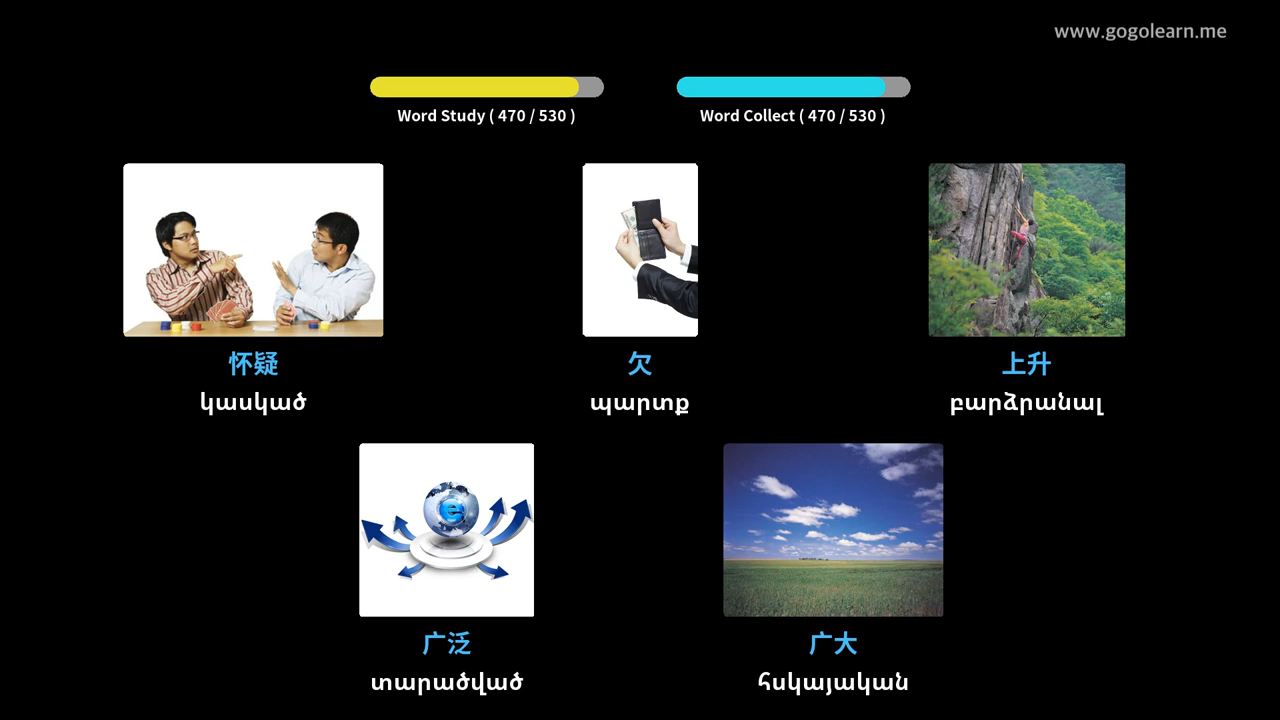 www.gogolearn.me
Word Study ( 470 / 530 )
Word Collect ( 470 / 530 )
怀疑
կասկած
欠
պարտք
上升
բարձրանալ
e
广泛
տարածված
广大
հսկայական